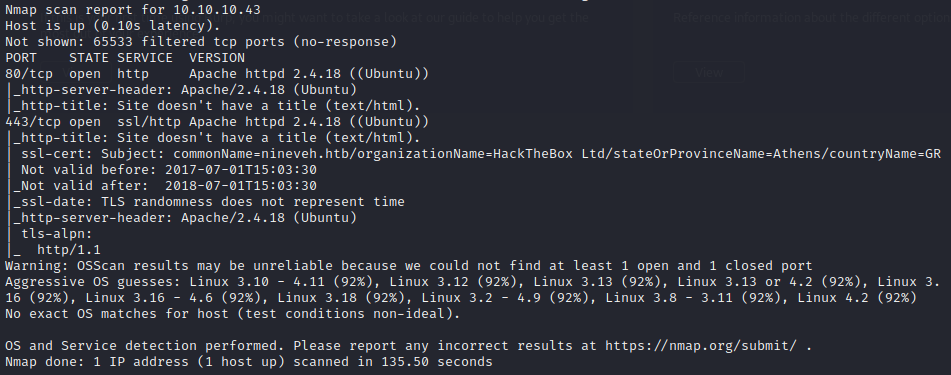 Nmap scan report for 10.10.10.43
Host is up (0.10s latency).
Not shown: 65533 filtered tcp ports (no-response)
PORT    STATE SERVICE  VERSION
80/tcp  open  http     Apache httpd 2.4.18 ((Ubuntu))
|_http-server-header: Apache/2.4.18 (Ubuntu)
|_http-title: Site doesn't have a title (text/html).
443/tcp open  ssl/http Apache httpd 2.4.18 ((Ubuntu))
|_http-title: Site doesn't have a title (text/html).
| ssl-cert: Subject: commonName=nineveh.htb/organizationName=HackTheBox Ltd/stateOrProvinceName=Athens/countryName=GR
| Not valid before: 2017-07-01T15:03:30
|_Not valid after:  2018-07-01T15:03:30
|_ssl-date: TLS randomness does not represent time
|_http-server-header: Apache/2.4.18 (Ubuntu)
| tls-alpn:
|_  http/1.1
Warning: OSScan results may be unreliable because we could not find at least 1 open and 1 closed port
Aggressive OS guesses: Linux 3.10 - 4.11 (92%), Linux 3.12 (92%), Linux 3.13 (92%), Linux 3.13 or 4.2 (92%), Linux 3.
16 (92%), Linux 3.16 - 4.6 (92%), Linux 3.18 (92%), Linux 3.2 - 4.9 (92%), Linux 3.8 - 3.11 (92%), Linux 4.2 (92%)
No exact OS matches for host (test conditions non-ideal).

OS and Service detection performed. Please report any incorrect results at https://nmap.org/submit/ .
Nmap done: 1 IP address (1 host up) scanned in 135.50 seconds